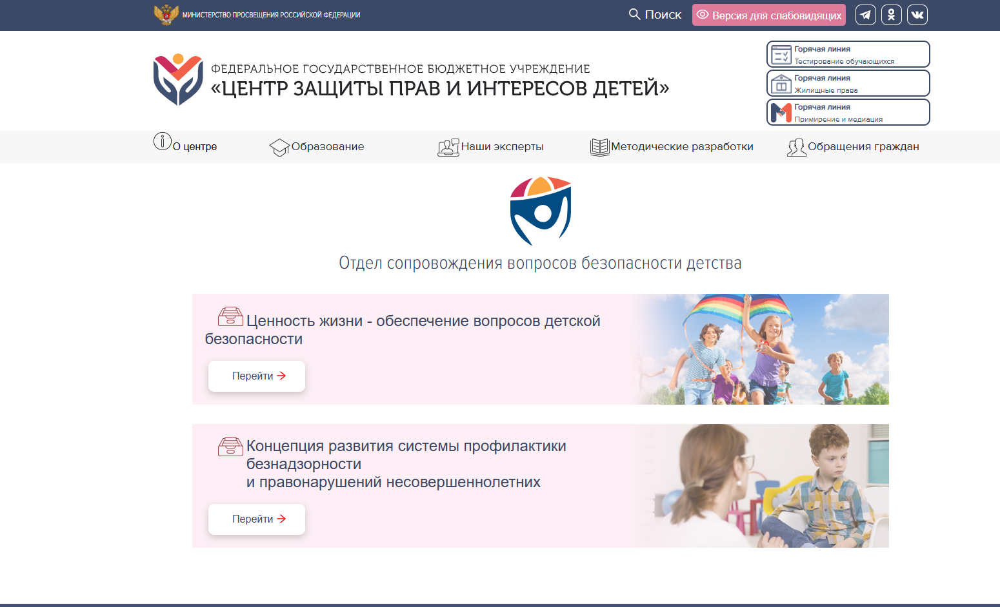 МИНИСТЕРСТВО ПРОСВЕЩЕНИЯ РОССИЙСКОЙ ФЕДЕРАЦИИ
Поиск
Версия для слабовидящих
ФЕДЕРАЛЬНОЕ ГОСУДАРСТВЕННОЕ БЮДЖЕТНОЕ УЧРЕЖДЕНИЕ
«ЦЕНТР ЗАЩИТЫ ПРАВ И ИНТЕРЕСОВ ДЕТЕЙ»
Горячая линия
Тестирование обучающихся
Горячая линия
Жилищные права
Горячая линия
Примирение и медиация
О центре
Образование
Наши эксперты
Методические разработки
Обращения граждан
Отдел сопровождения вопросов безопасности детства
Ценность жизни - обеспечение вопросов детской
безопасности
Перейти
Концепция развития системы профилактики
безнадзорности
и правонарушений несовершеннолетних
Перейти